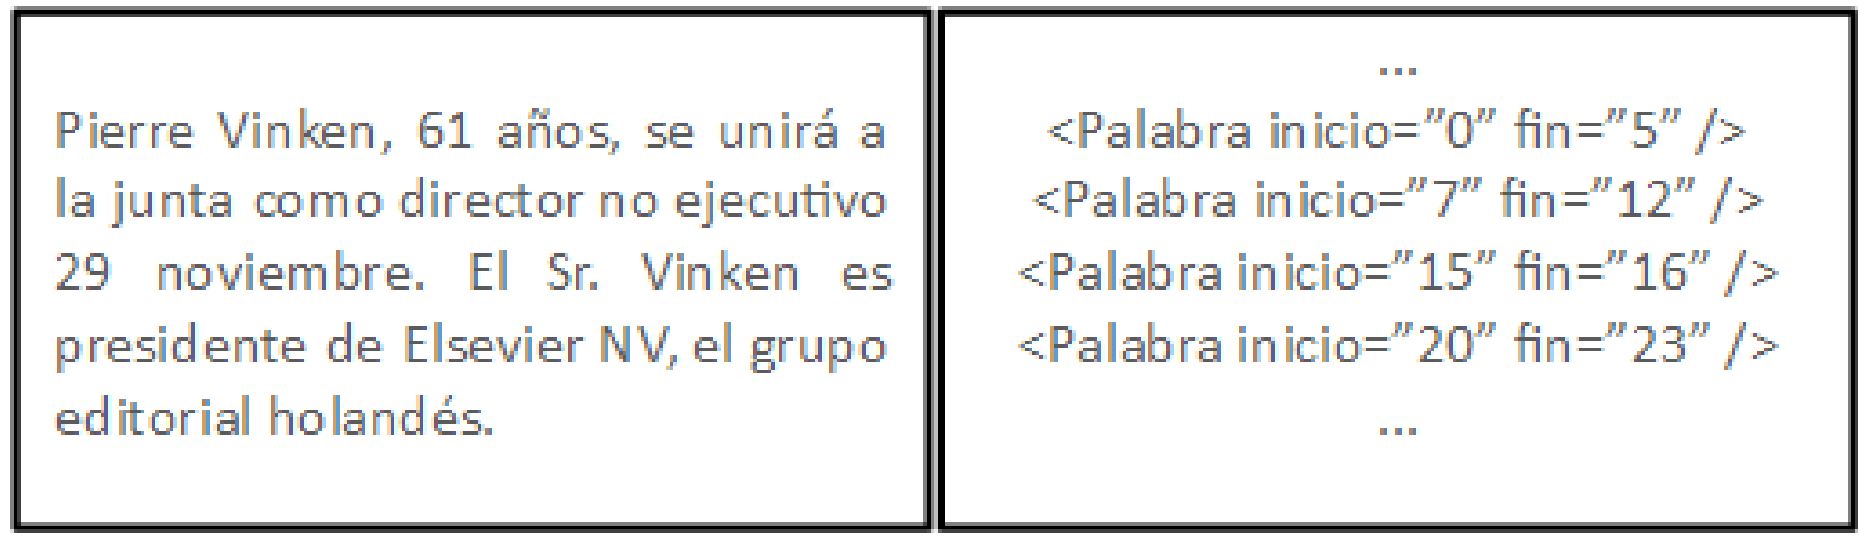 Pierre Vinken, 61 años, se unirá a
la junta como director no ejecutivo
29 noviembre. El Sr. Vinken es
presidente de Elsevier NV, el grupo
editorial holandés.
...
<Palabra inicio=”0” fin=”5” />
<Palabra inicio=”7” fin=”12” />
<Palabra inicio=”15” fin=”16” />
<Palabra inicio=”20” fin=”23” />
...